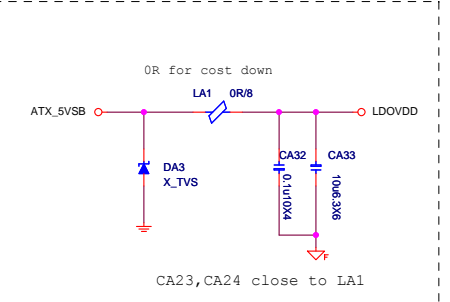 0R for cost down
LA1 0R/8
ATX_5VSB
LDOVDD
DA3
X_TVS
CA32
0.1u10X4
CA33
10u6.3X6
F
CA23,CA24 close to LA1